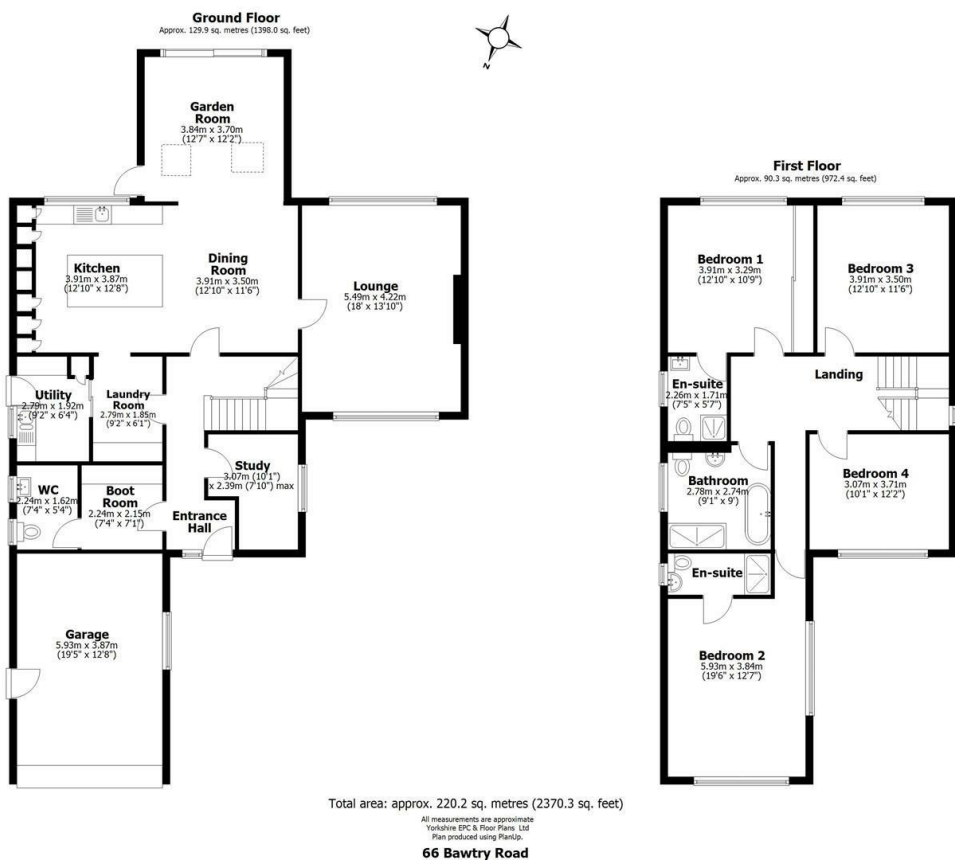 Ground Floor
Approx. 129.9 sq. metres (1398.0 sq. feet)
N
Garden
Room
3.84m x 3.70m
(12'7" x 12'2")
Kitchen
3.91m x 3.87m
(12'10" x 12'8")
Dining
Room
3.91m x 3.50m
(12'10" x 11'6")
Lounge
5.49m x 4.22m
(18' x 13'10")
Utility
2.79m x 1.92m
(9'2" x 6'4")
Laundry
Room
2.79m x 1.85m
(9'2" x 6'1")
Study
3.07m (10'1")
x 2.39m (7'10") max
WC
2.24m x 1.62m
(7'4" x 5'4")
Boot
Room
2.24m x 2.15m
(7'4" x 7'1")
Entrance
Hall
Garage
5.93m x 3.87m
(19'5" x 12'8")
First Floor
Approx. 90.3 sq. metres (972.4 sq. feet)
Bedroom 1
3.91m x 3.29m
(12'10" x 10'9")
Bedroom 3
3.91m x 3.50m
(12'10" x 11'6")
Landing
En-suite
2.26m x 1.71m
(7'5" x 5'7")
Bathroom
2.78m x 2.74m
(9'1" x 9')
Bedroom 4
3.07m x 3.71m
(10'1" x 12'2")
En-suite
Bedroom 2
5.93m x 3.84m
(19'6" x 12'7")
Total area: approx. 220.2 sq. metres (2370.3 sq. feet)
All measurements are approximate
Yorkshire EPC & Floor Plans Ltd
Plan produced using PlanUp.
66 Bawtry Road